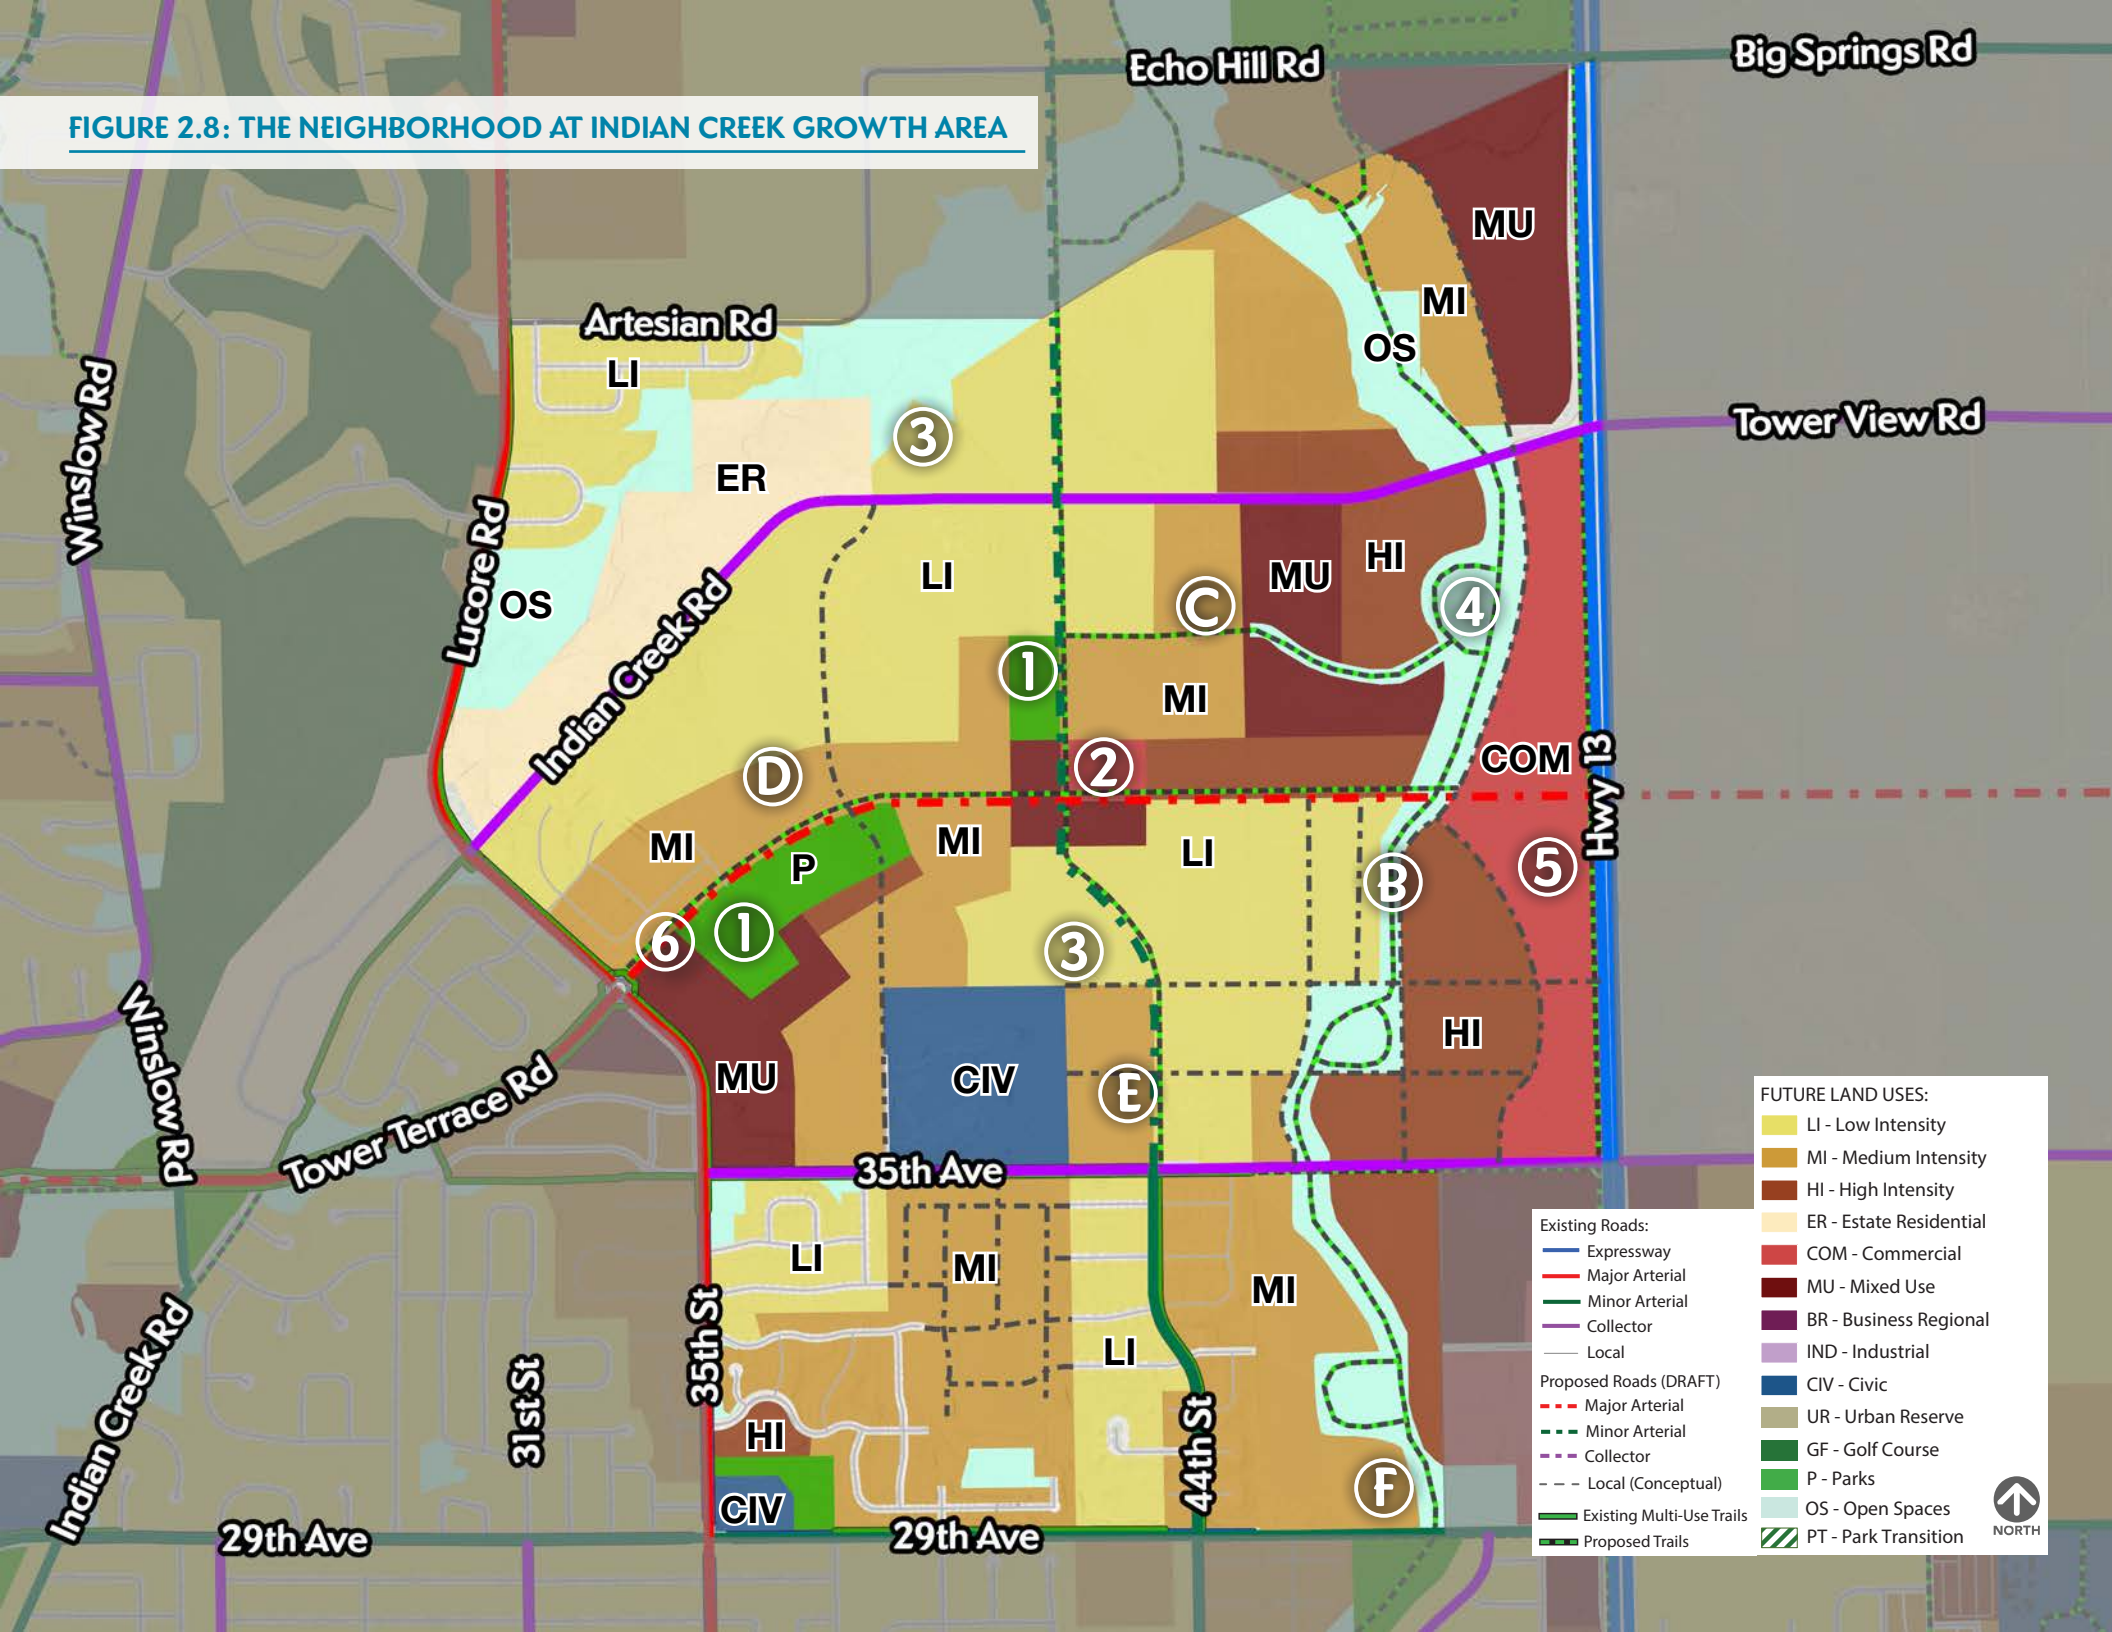 Echo Hill Rd
Big Springs Rd
FIGURE 2.8: THE NEIGHBORHOOD AT INDIAN CREEK GROWTH AREA
MU
MI
Artesian Rd
OS
LI
Winslow Rd
3
Tower View Rd
ER
Lucore Rd
HI
LI
MU
OS
C
4
Indian Creek Rd
1
MI
COM
Hwy 13
2
D
MI
MI
LI
P
5
B
6
1
3
Winslow Rd
HI
MU
CIV
E
Tower Terrace Rd
35th Ave
LI
MI
MI
35th St
LI
Indian Creek Rd
31st St
HI
44th St
F
CIV
29th Ave
29th Ave
FUTURE LAND USES:
LI - Low Intensity
MI - Medium Intensity
HI - High Intensity
ER - Estate Residential
COM - Commercial
MU - Mixed Use
BR - Business Regional
IND - Industrial
CIV - Civic
UR - Urban Reserve
GF - Golf Course
P - Parks
OS - Open Spaces
PT - Park Transition
Existing Roads:
Expressway
Major Arterial
Minor Arterial
Collector
Local
Proposed Roads (DRAFT)
Major Arterial
Minor Arterial
Collector
Local (Conceptual)
Existing Multi-Use Trails
Proposed Trails
NORTH